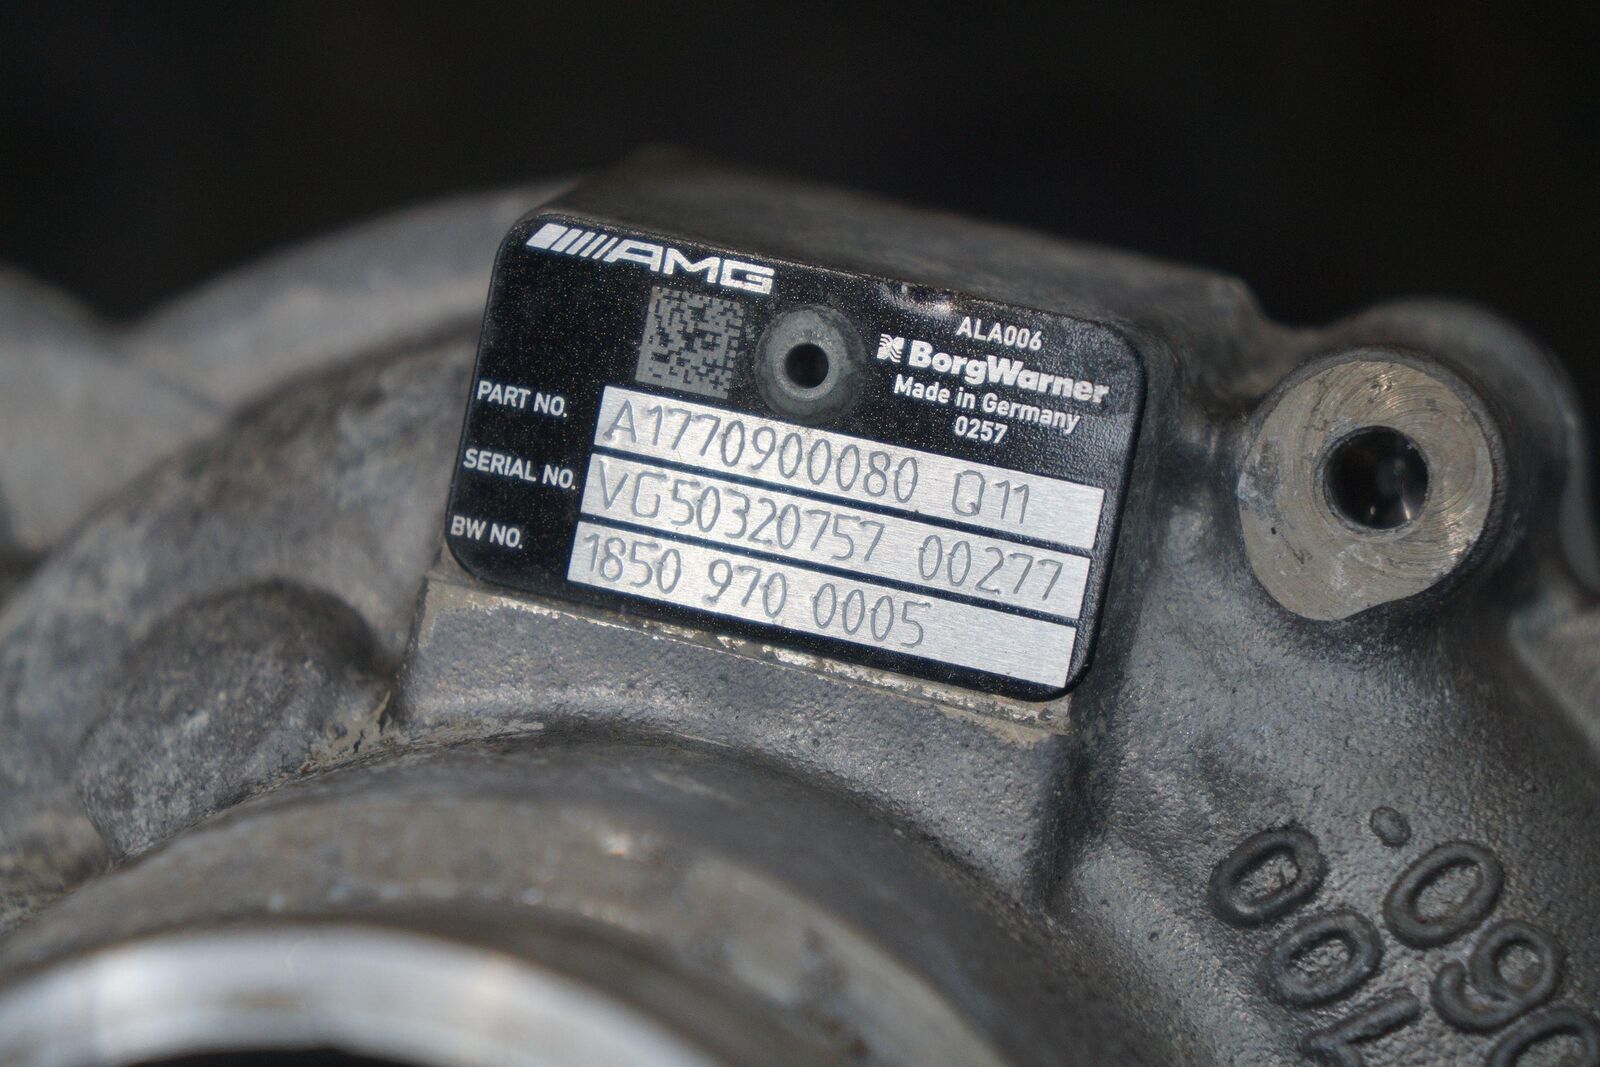 AMG
ALA006
BorgWarner
Made in Germany
0257
PART NO. A1770900080 Q11
SERIAL NO. VG50320757 00277
BW NO. 1850 970 0005